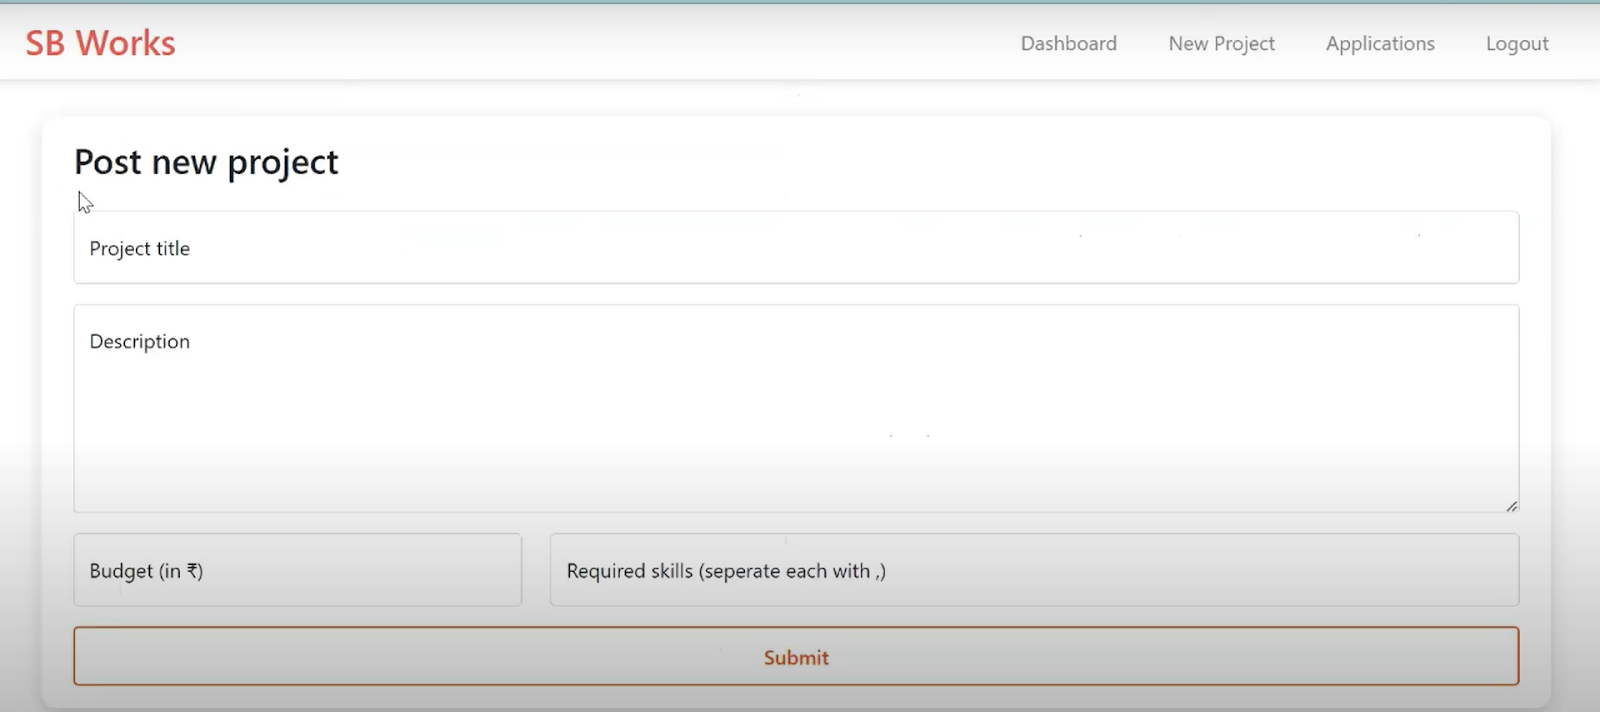 SB Works
Dashboard New Project Applications Logout
Post new project
Project title
Description
Budget (in ₹) Required skills (seperate each with ,)
Submit